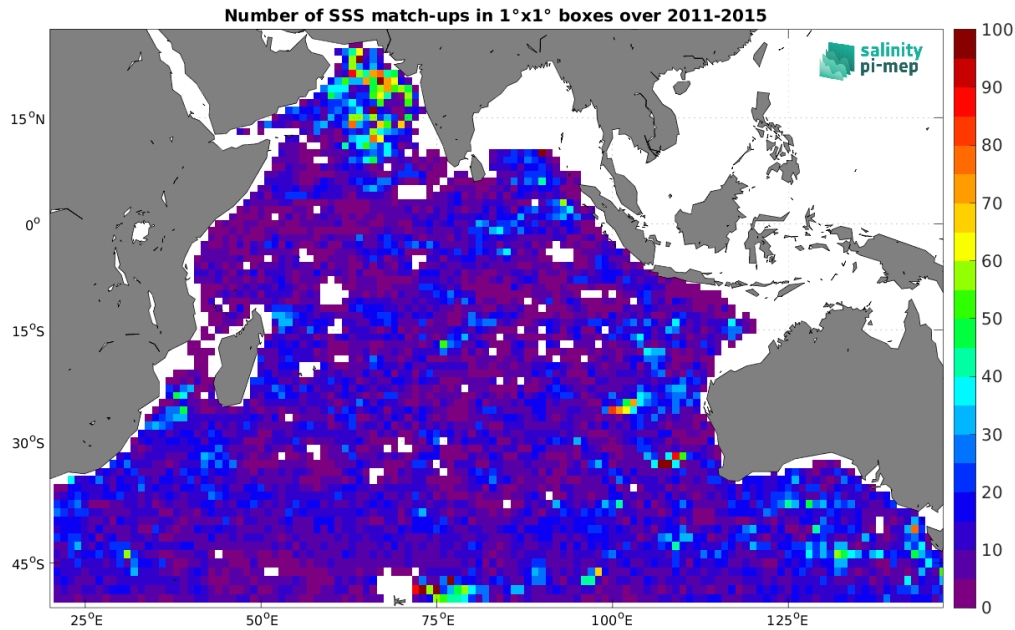 Number of SSS match-ups in 1°x1° boxes over 2011-2015
salinity
pi-mep
15°N
0°
15°S
30°S
45°S
25°E
50°E
75°E
100°E
125°E
100
90
80
70
60
50
40
30
20
10
0